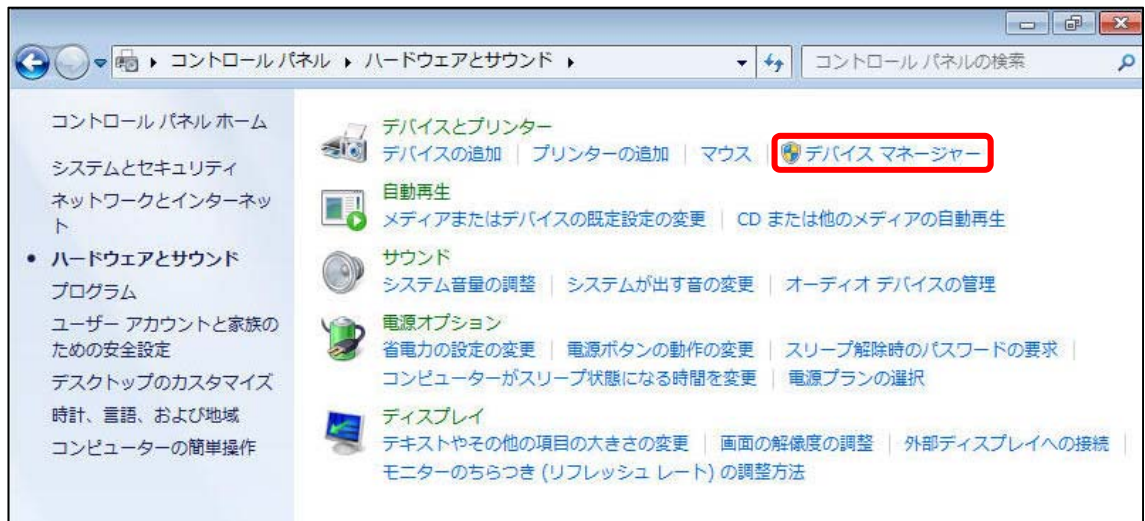 コントロール パネル ハードウェアとサウンド コントロール パネルの検索
コントロール パネル ホーム
システムとセキュリティ
ネットワークとインターネッ
ト
ハードウェアとサウンド
プログラム
ユーザー アカウントと家族の
ための安全設定
デスクトップのカスタマイズ
時計、言語、および地域
コンピューターの簡単操作
デバイスとプリンター
デバイスの追加 | プリンターの追加 | マウス | デバイス マネージャー
自動再生
メディアまたはデバイスの既定設定の変更 | CD または他のメディアの自動再生
サウンド
システム音量の調整 | システムが出す音の変更 | オーディオ デバイスの管理
電源オプション
省電力の設定の変更 | 電源ボタンの動作の変更 | スリープ解除時のパスワードの要求 |
コンピューターがスリープ状態になる時間を変更 | 電源プランの選択
ディスプレイ
テキストやその他の項目の大きさの変更 | 画面の解像度の調整 | 外部ディスプレイへの接続 |
モニターのちらつき (リフレッシュ レート) の調整方法